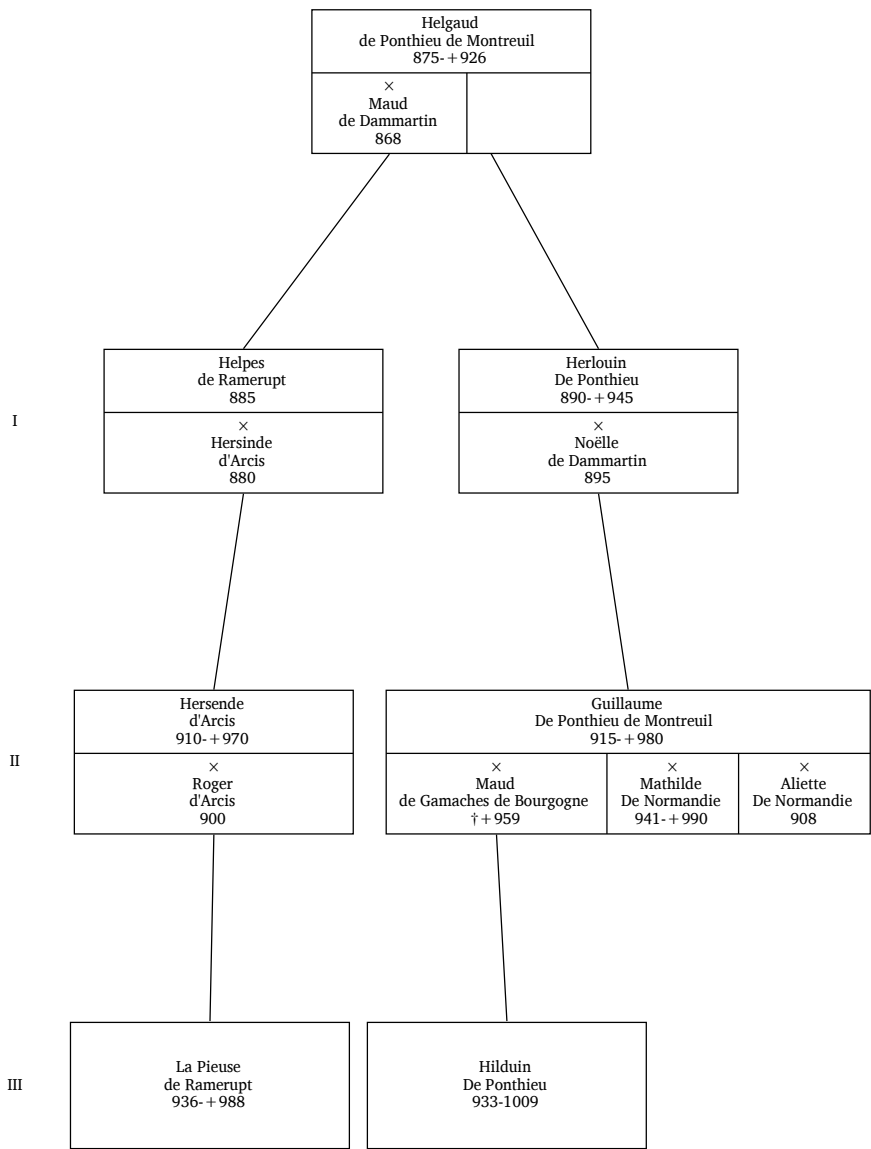 Helgaud
de Ponthieu de Montreuil
875-+926
×
Maud
de Dammartin
868
I
Helpes
de Ramerupt
885
×
Hersinde
d'Arcis
880
Herlouin
De Ponthieu
890-+945
×
Noëlle
de Dammartin
895
II
Hersende
d'Arcis
910-+970
×
Roger
d'Arcis
900
Guillaume
De Ponthieu de Montreuil
915-+980
×
Maud
de Gamaches de Bourgogne
†+959
×
Mathilde
De Normandie
941-+990
×
Aliette
De Normandie
908
III
La Pieuse
de Ramerupt
936-+988
Hilduin
De Ponthieu
933-1009